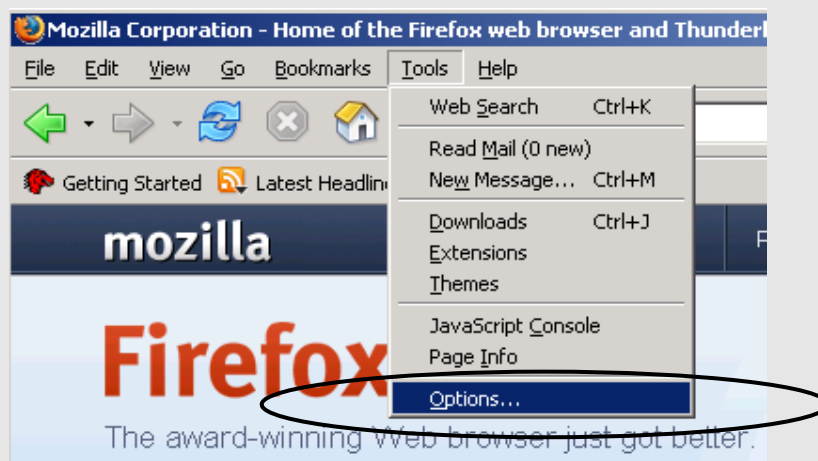 Mozilla Corporation - Home of the Firefox web browser and
File Edit View Go Bookmarks Tools Help
Web Search Ctrl+K
Read Mail (0 new)
Getting Started Latest
New Message... Ctrl+M
Downloads Ctrl+J
mozilla
Extensions
Themes
JavaScript Console
Page Info
Firefox
Options...
The award-winning Web browser just got better.